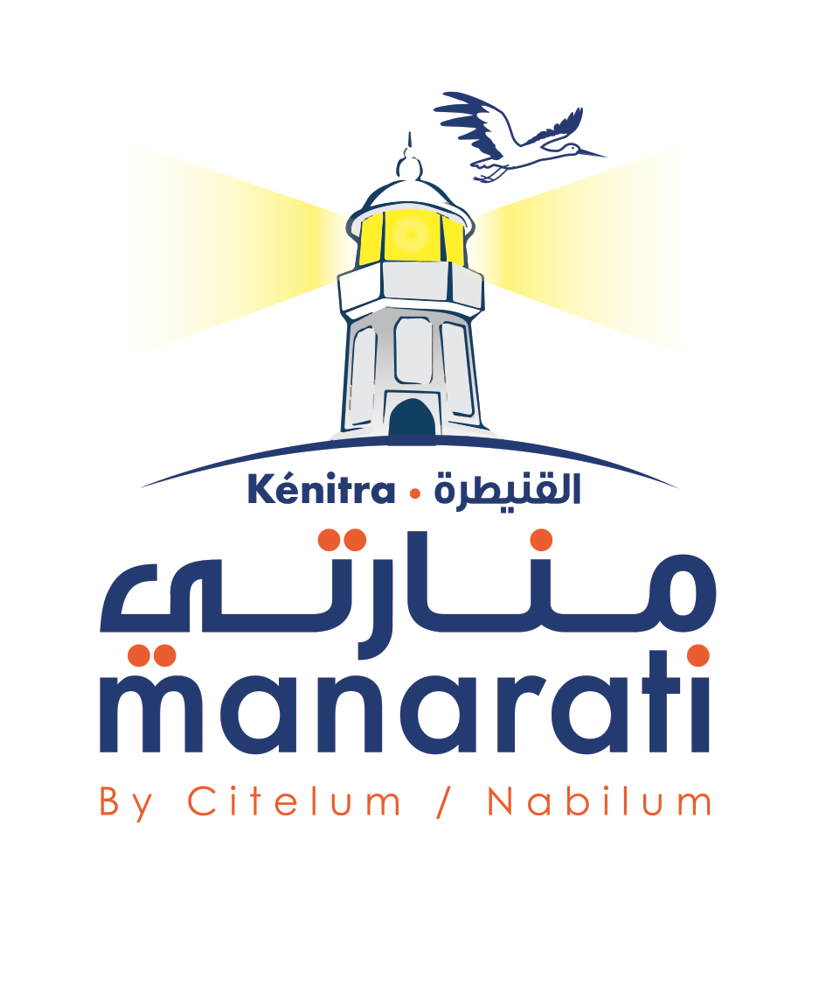 Kénitra • القنيطرة
منارتي
manarati
By Citelum / Nabilum